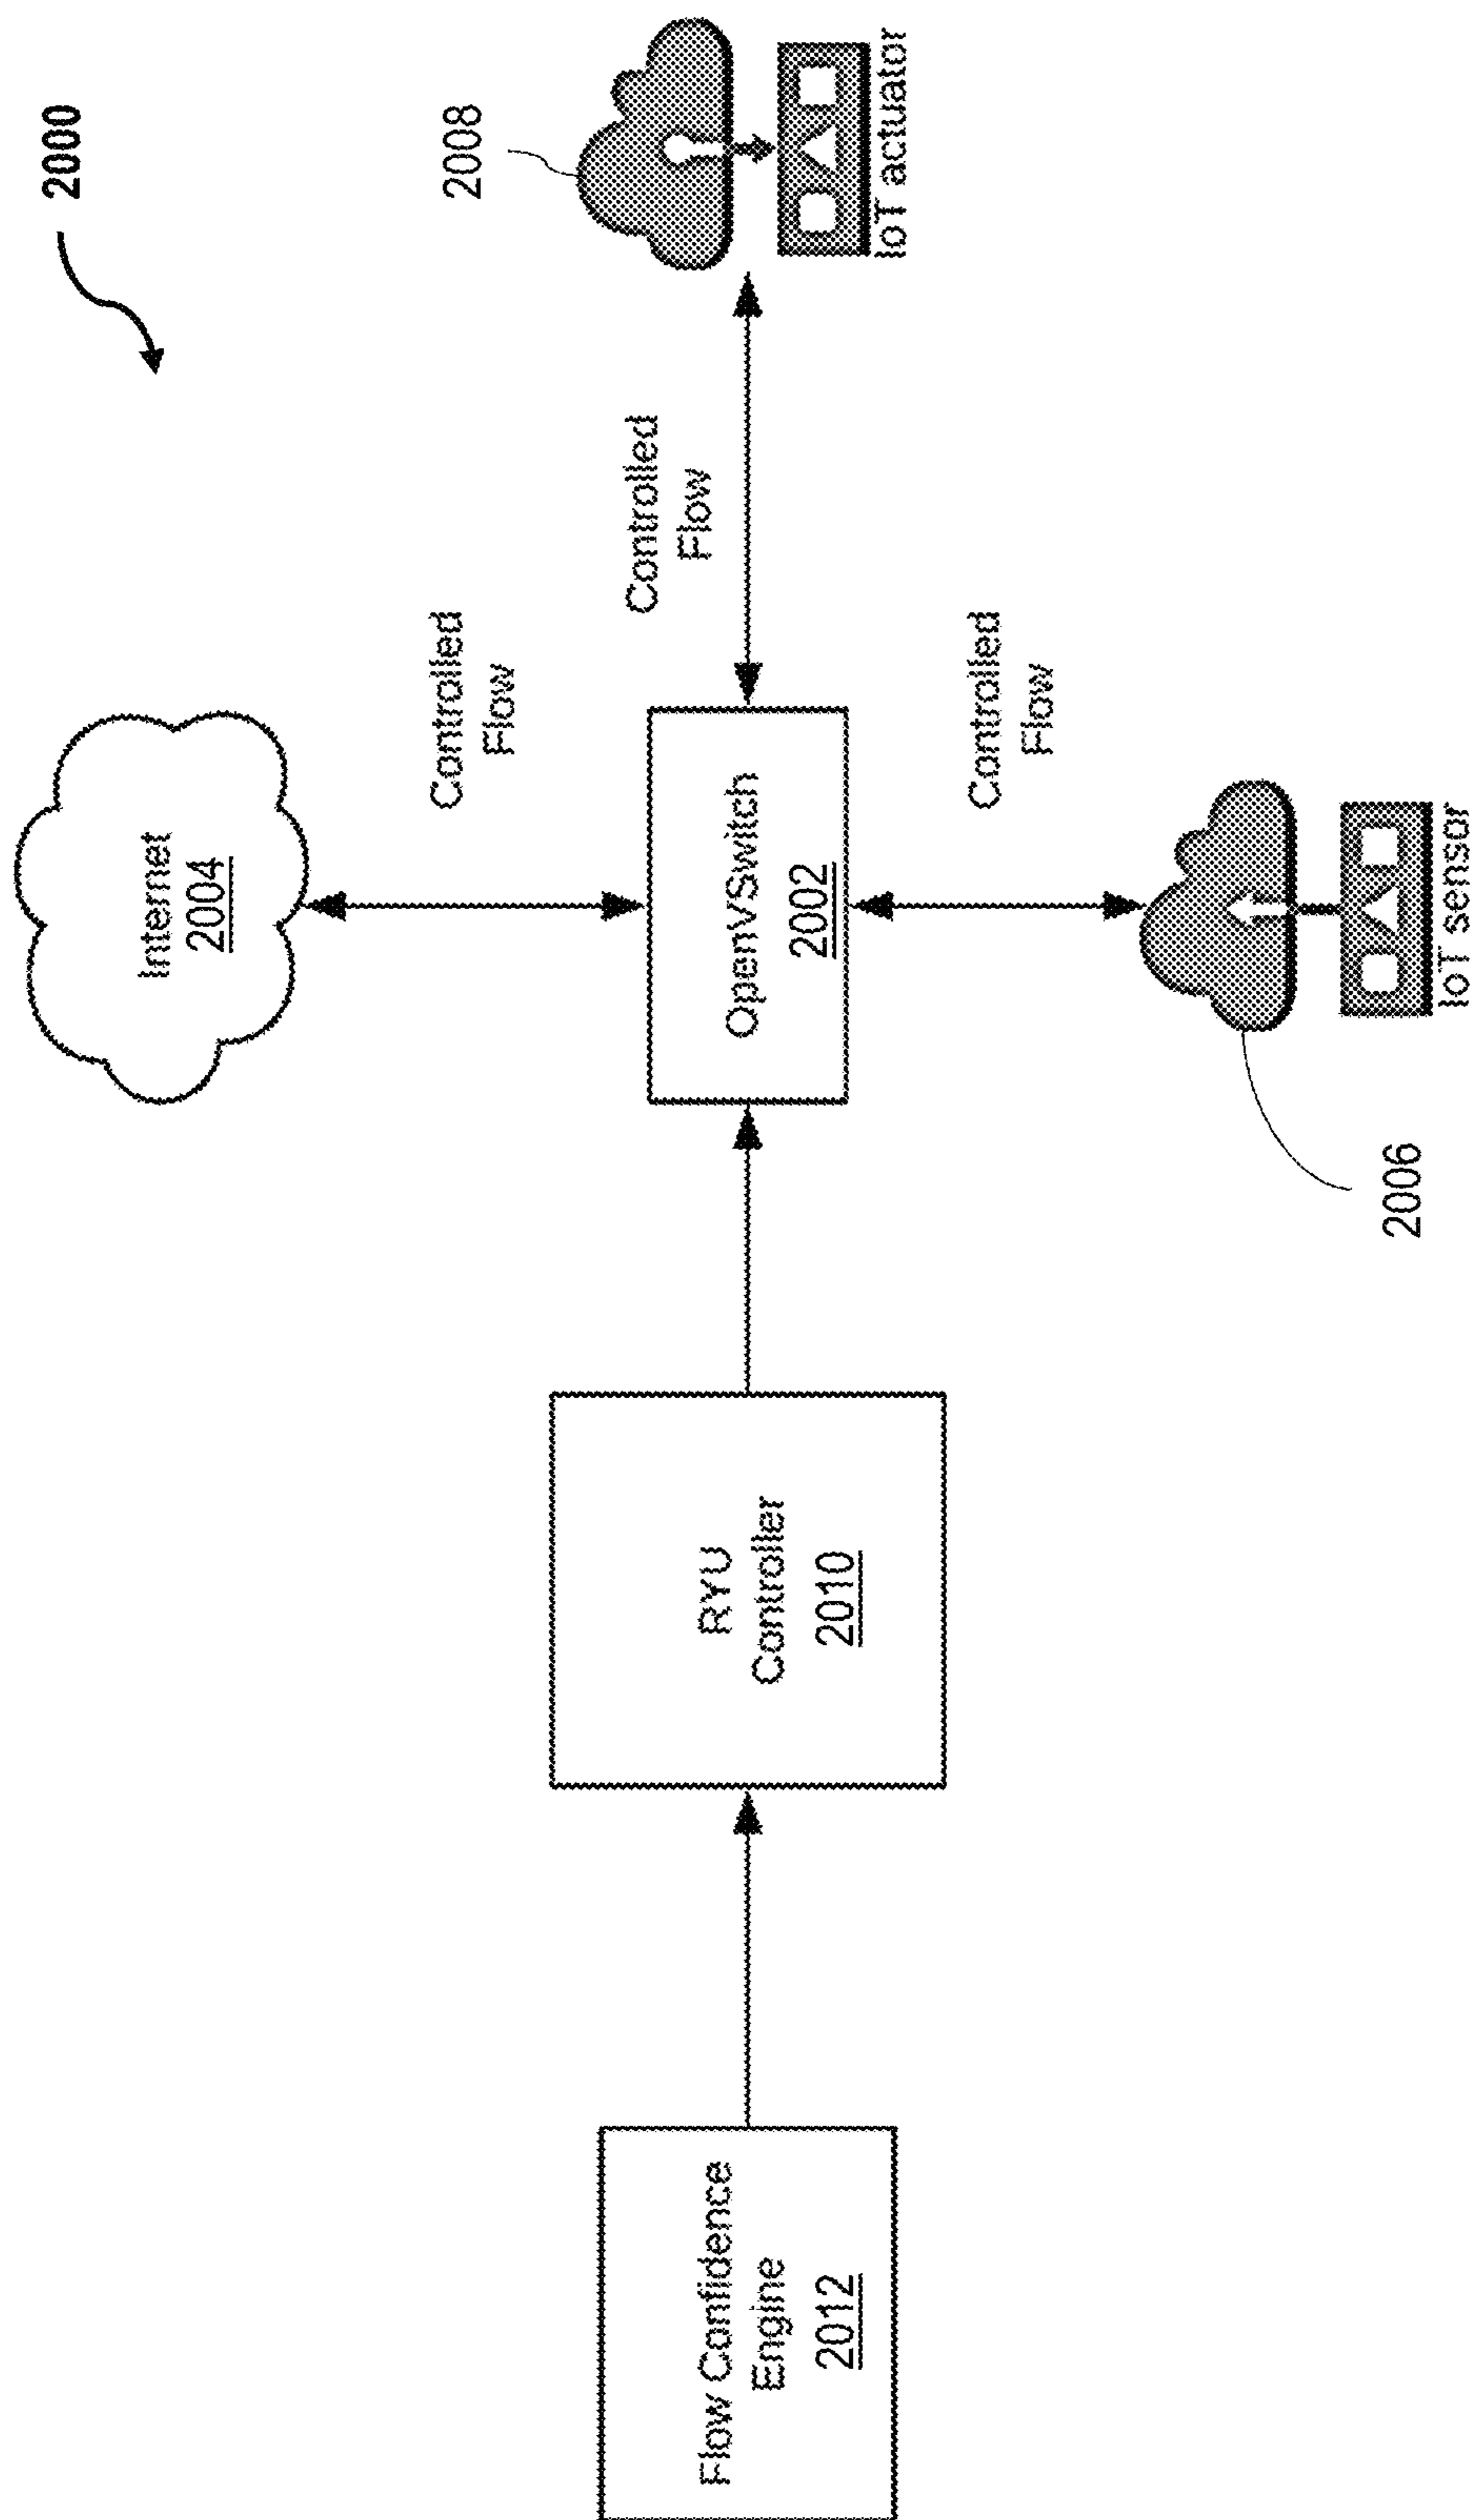 2000
Internet
2004
2008
IoT actuator
Controlled
Flow
Controlled
Flow
Flow Confidence
Engine
2012
RYU
Controller
2010
OpenVSwitch
2002
Controlled
Flow
2006
IoT sensor